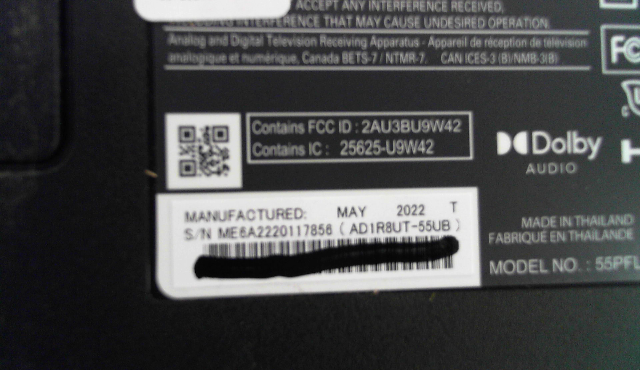 ACCEPT ANY INTERFERENCE RECEIVED,
INTERFERENCE THAT MAY CAUSE UNDESIRED OPERATION.
Analog and Digital Television Receiving Apparatus - Appareil de réception de télévision
analogique et numérique, Canada BETS-7 / NTMR-7. CAN ICES-3 (B)/NMB-3(B)
FC
Contains FCC ID : 2AU3BU9W42
Contains IC : 25625-U9W42
Dolby
AUDIO
MANUFACTURED: MAY 2022 T
S/N ME6A2220117856 ( AD1R8UT-55UB )
MADE IN THAILAND
FABRIQUÉ EN THAÏLANDE
MODEL NO. : 55PFL